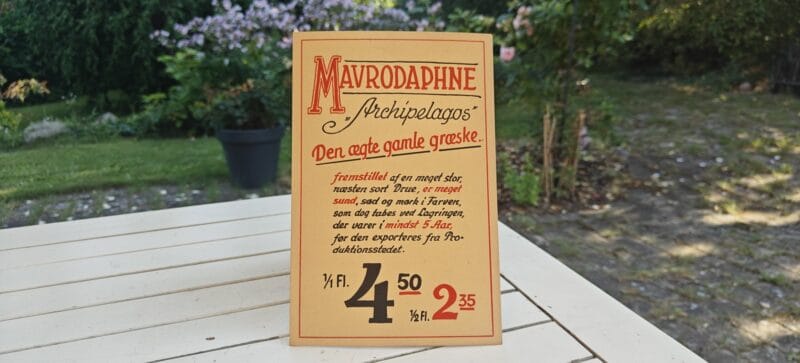 MAVRODAPHNE
„Archipelagos"
Den ægte gamle græske.
fremstillet af en meget stor,
næsten sort Drue, er meget
sund, sød og mørk i Farven,
som dog tabes ved Lagringen,
der varer i mindst 5 Aar,
før den exporteres fra Pro-
duktionsstedet.
1/1 Fl. 4 50
1/2 Fl. 2 35